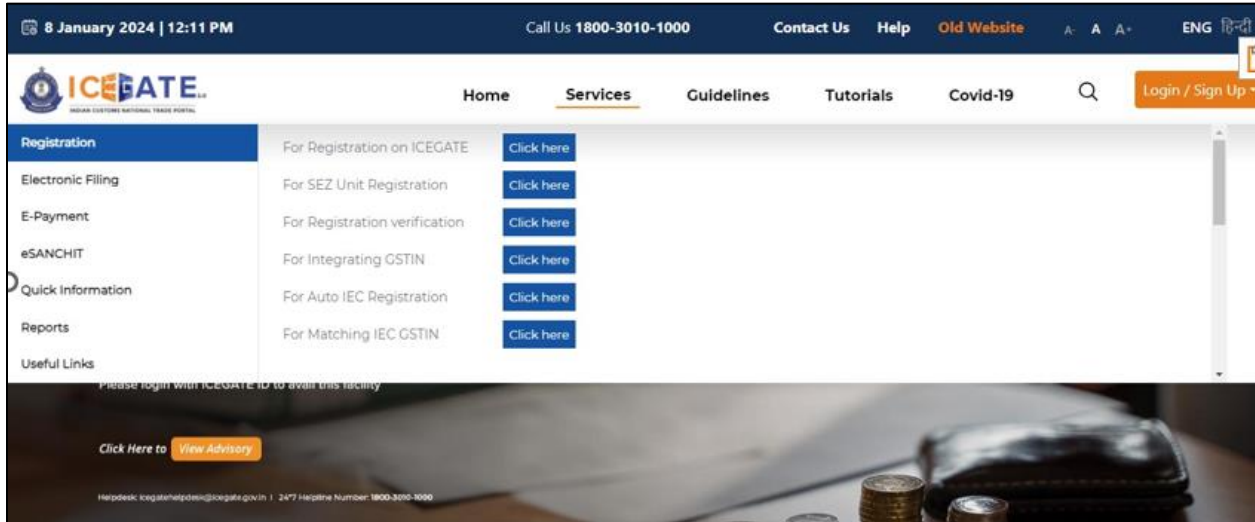 8 January 2024 | 12:11 PM Call Us 1800-3010-1000 Contact Us Help Old Website A- A A+ ENG हिन्दी
ICEGATE
INDIAN CUSTOMS NATIONAL TRADE PORTAL
Home Services Guidelines Tutorials Covid-19 Login / Sign Up
Registration
Electronic Filing
E-Payment
eSANCHIT
Quick Information
Reports
Useful Links
For Registration on ICEGATE Click here
For SEZ Unit Registration Click here
For Registration verification Click here
For Integrating GSTIN Click here
For Auto IEC Registration Click here
For Matching IEC GSTIN Click here
Please login with ICEGATE ID to avail this facility
Click Here to View Advisory
Helpdesk: icegatehelpdesk@icegate.gov.in | 24*7 Helpline Number: 1800-3010-1000